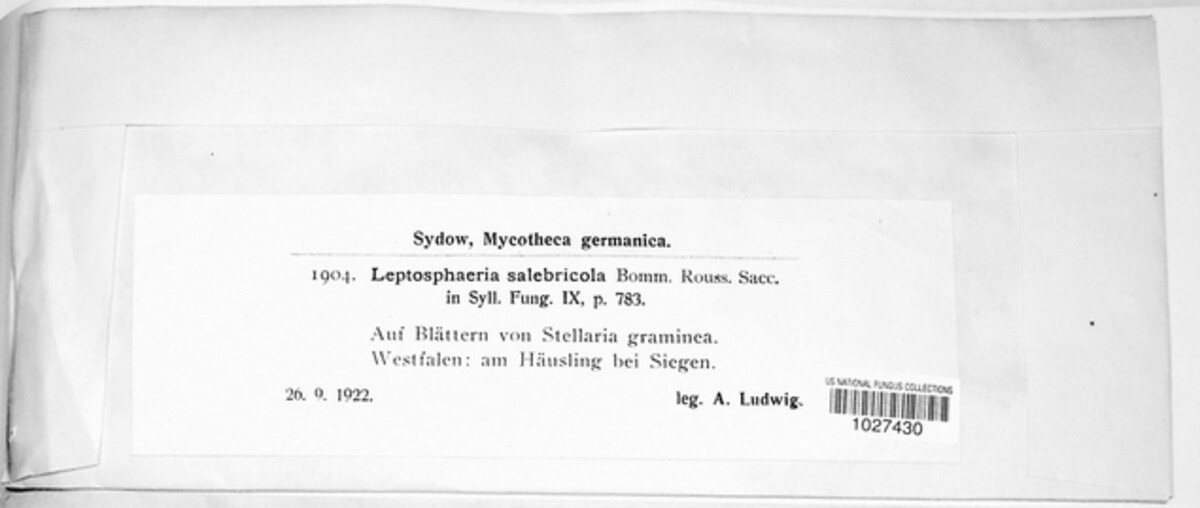 Sydow, Mycotheca germanica.
1904. Leptosphaeria salebricola Bomm. Rouss. Sacc.
in Syll. Fung. IX, p. 783.
Auf Blättern von Stellaria graminea.
Westfalen: am Häusling bei Siegen.
26. 9. 1922.
leg. A. Ludwig.
US NATIONAL FUNGUS COLLECTIONS
1027430